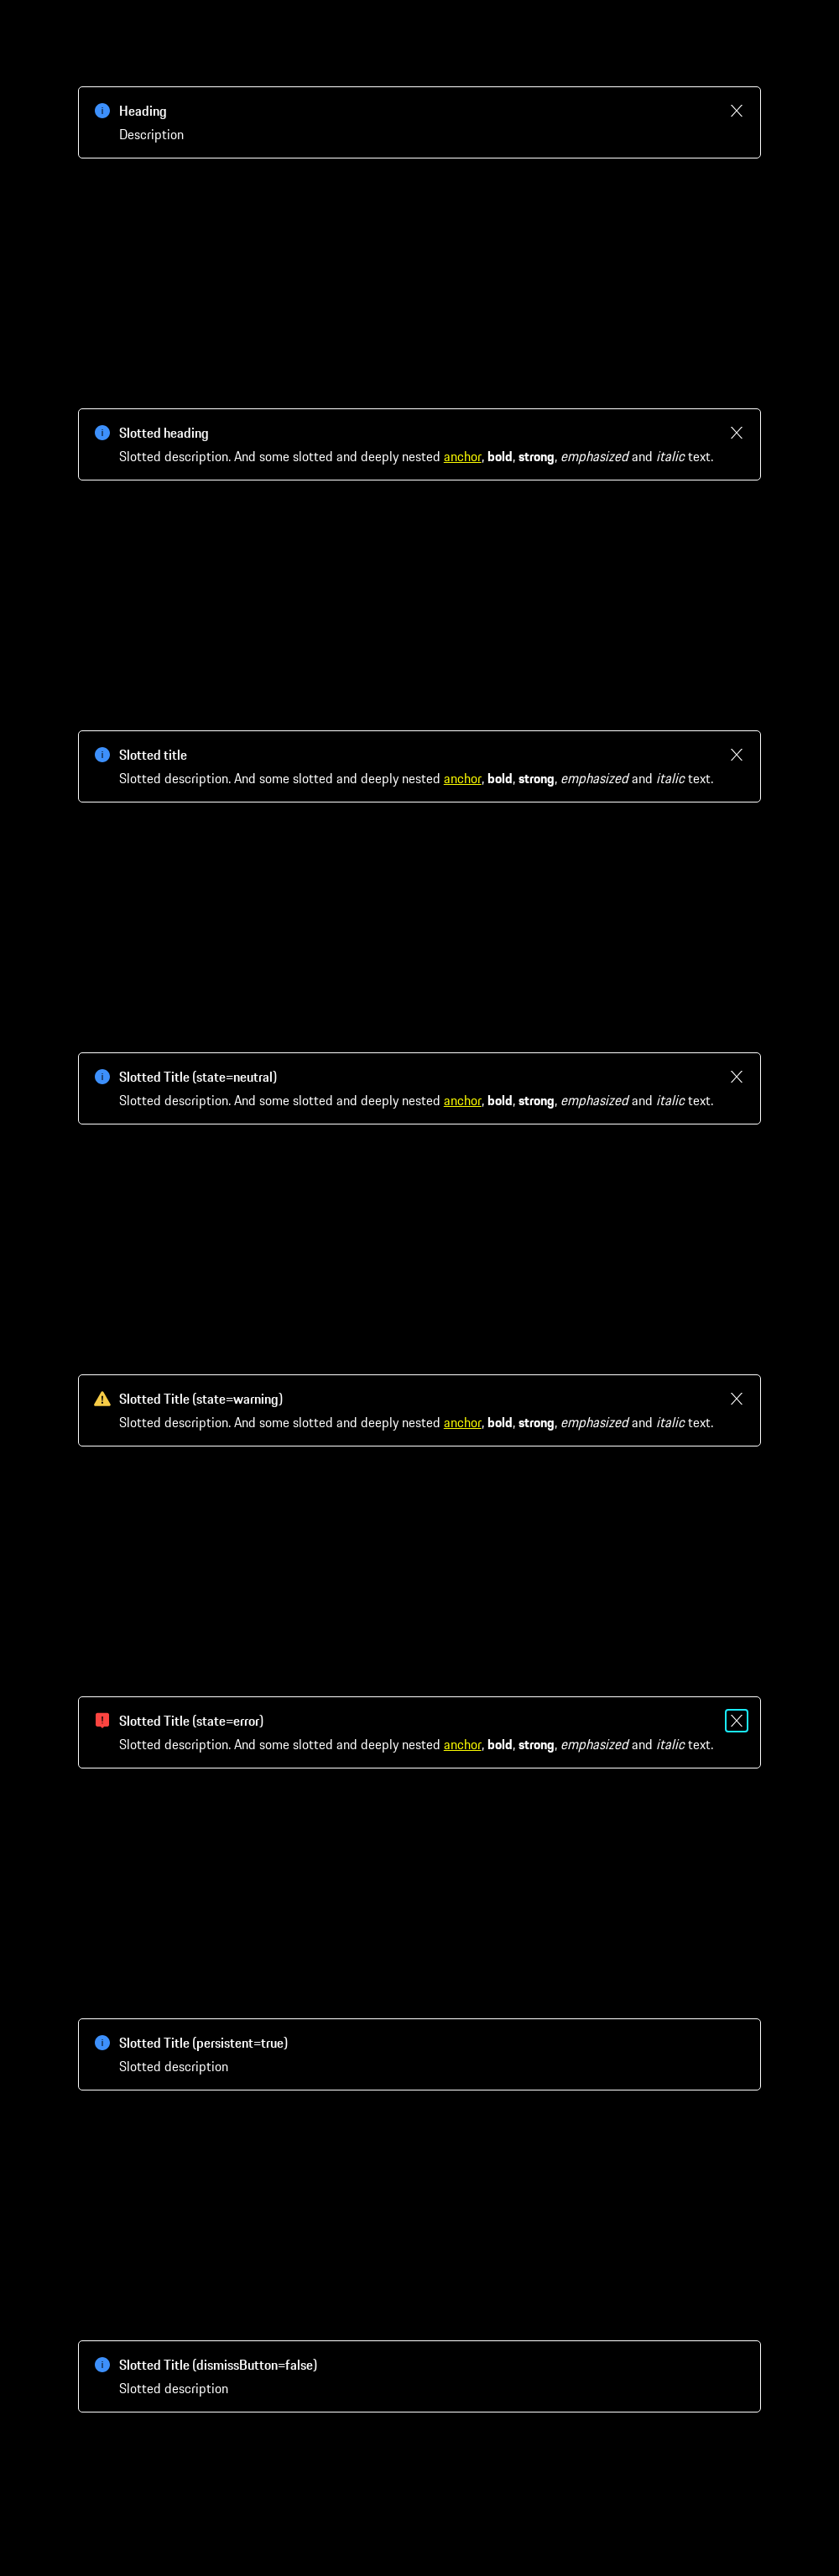 Heading
Description
Slotted heading
Slotted description. And some slotted and deeply nested anchor, bold, strong, emphasized and italic text.
Slotted title
Slotted description. And some slotted and deeply nested anchor, bold, strong, emphasized and italic text.
Slotted Title (state=neutral)
Slotted description. And some slotted and deeply nested anchor, bold, strong, emphasized and italic text.
Slotted Title (state=warning)
Slotted description. And some slotted and deeply nested anchor, bold, strong, emphasized and italic text.
Slotted Title (state=error)
Slotted description. And some slotted and deeply nested anchor, bold, strong, emphasized and italic text.
Slotted Title (persistent=true)
Slotted description
Slotted Title (dismissButton=false)
Slotted description